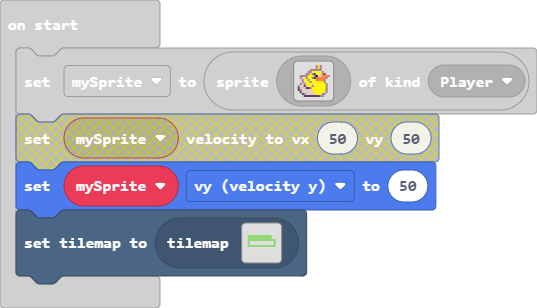 on start
set mySprite to sprite of kind Player
set mySprite velocity to vx 50 vy 50
set mySprite vy (velocity y) to 50
set tilemap to tilemap